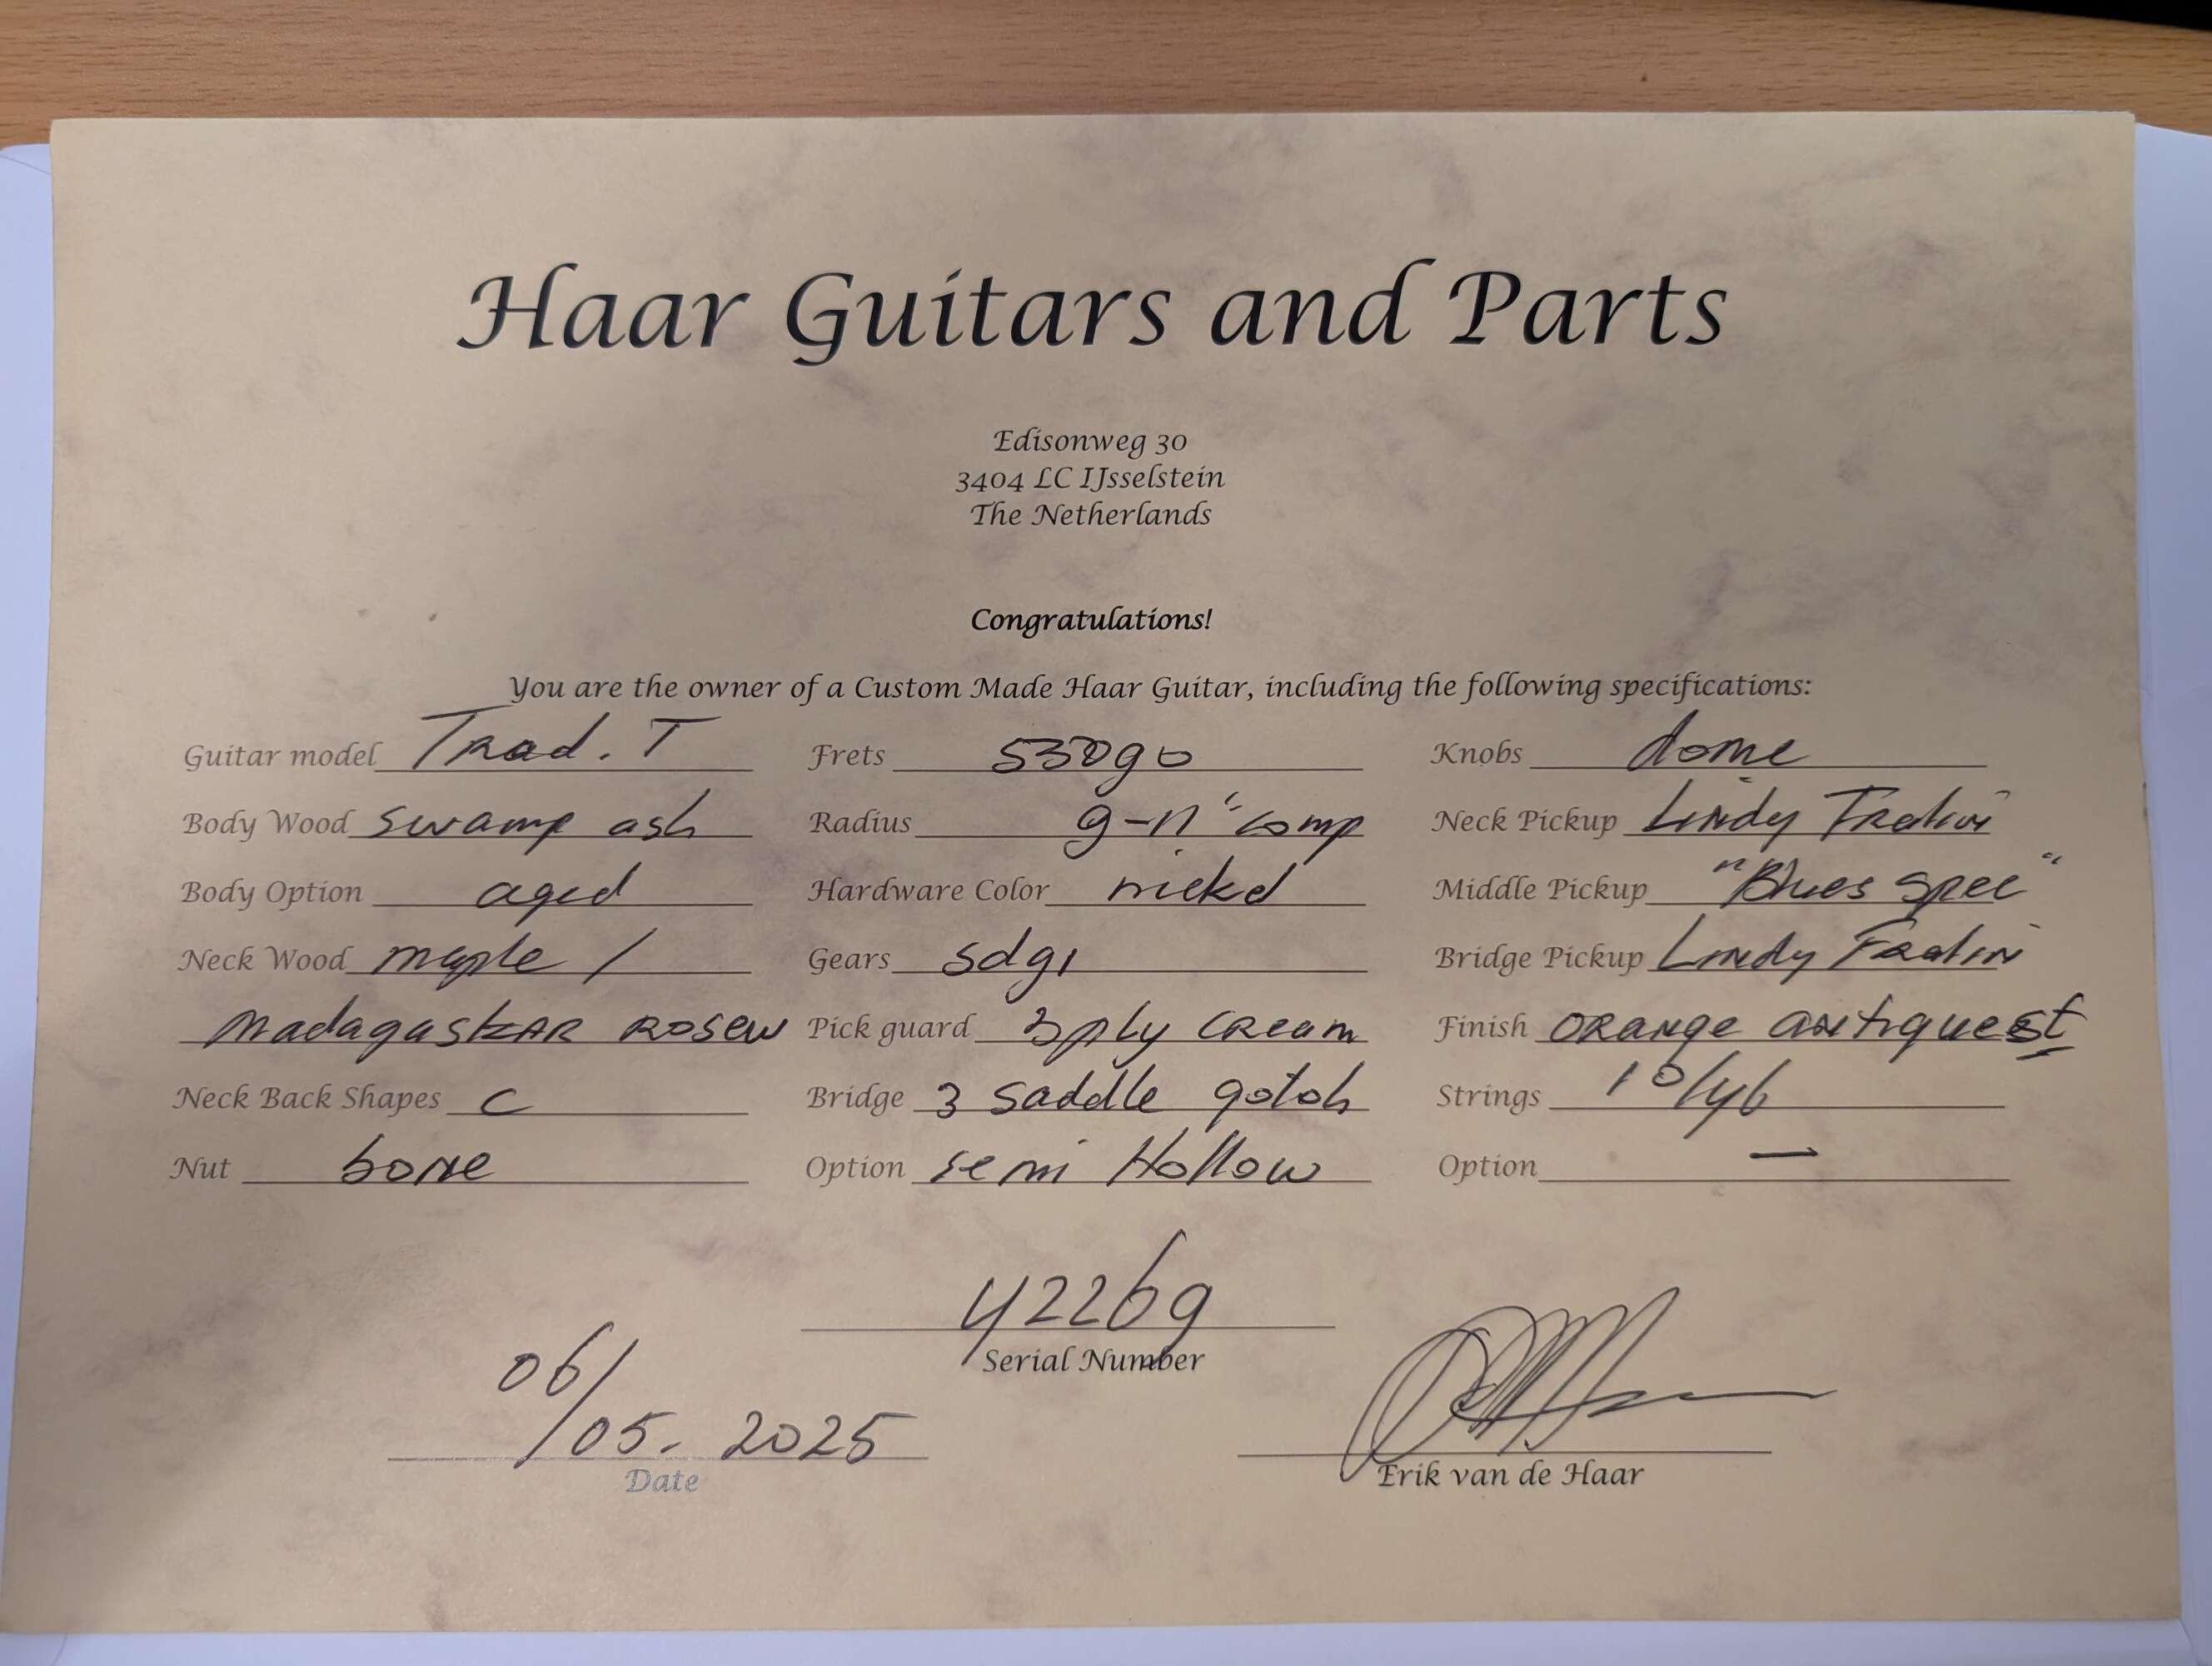 Haar Guitars and Parts
Edisonweg 30
3404 LC IJsselstein
The Netherlands
Congratulations!
You are the owner of a Custom Made Haar Guitar, including the following specifications:
Guitar model Trad. T Frets 53090 Knobs dome
Body Wood swamp ash Radius 9-11" comp Neck Pickup Lindy Fralin
Body Option aged Hardware Color nickel Middle Pickup "Blues Spec"
Neck Wood maple / Gears sdg1 Bridge Pickup Lindy Fralin
madagaskar rosew Pick guard 3ply cream Finish orange antiquest
Neck Back Shapes C Bridge 3 saddle gotoh Strings 10/46
Nut bone Option semi Hollow Option —
42269
Serial Number
06/05. 2025
Date
Erik van de Haar